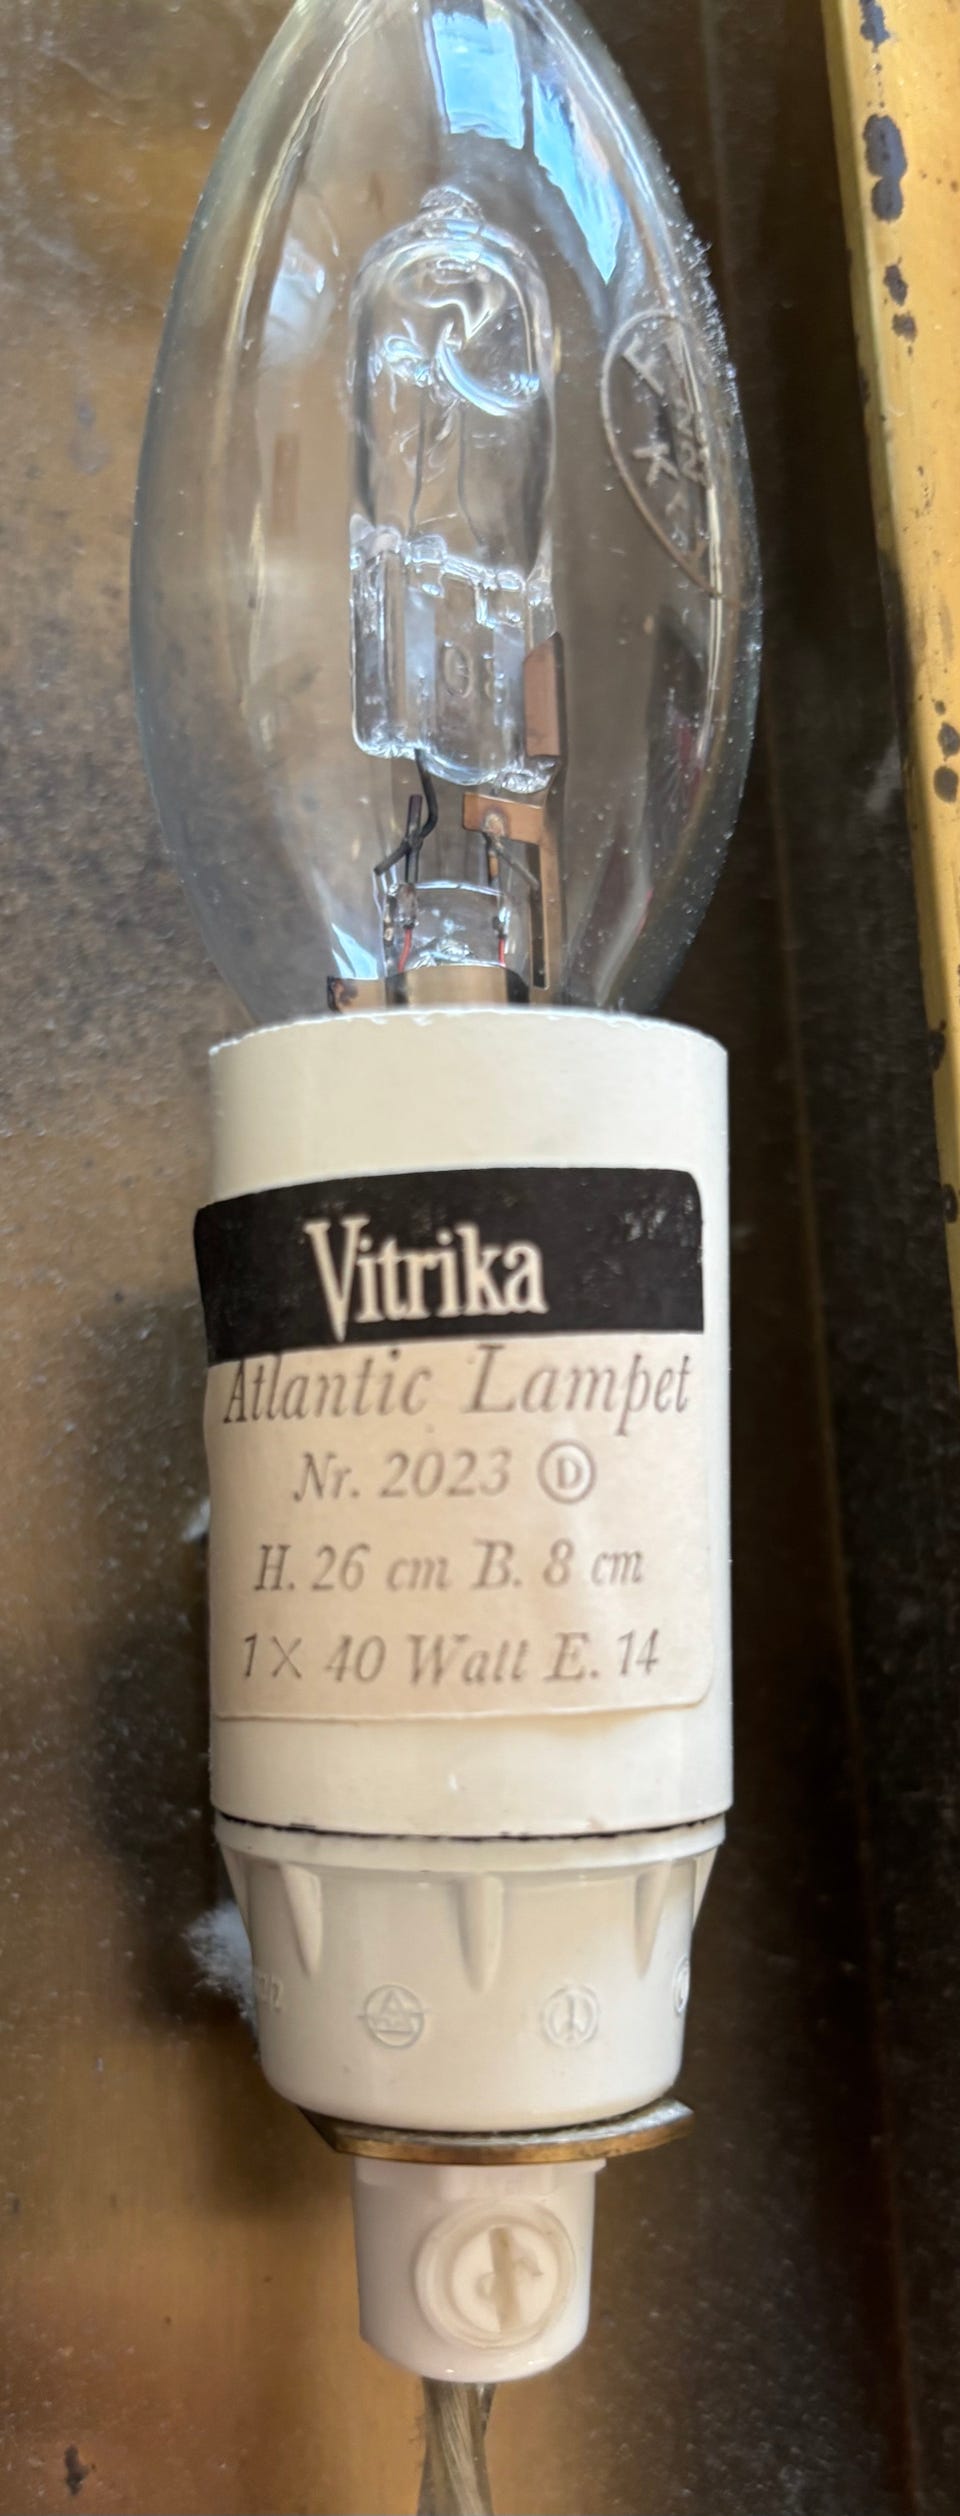 Vitrika
Atlantic Lampet
Nr. 2023 Ⓓ
H. 26 cm B. 8 cm
1 X 40 Watt E. 14